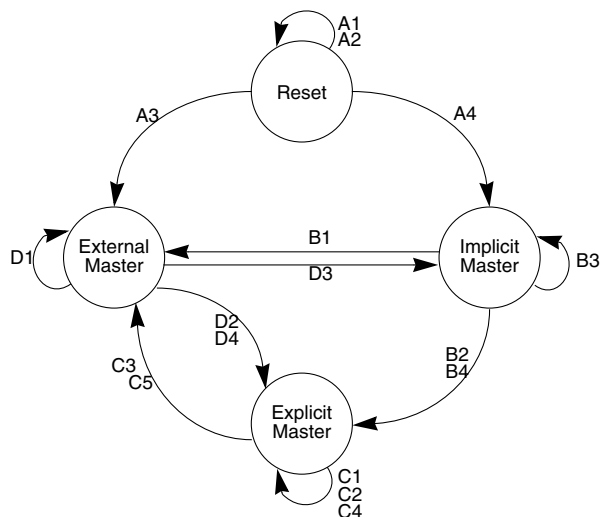 A1
A2
Reset
A3
A4
External
Master
B1
Implicit
Master
D1
D3
B3
D2
D4
B2
B4
C3
C5
Explicit
Master
C1
C2
C4